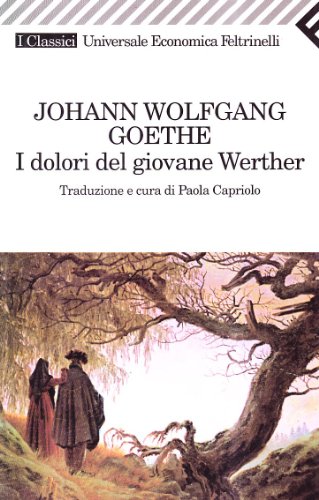 I Classici Universale Economica Feltrinelli
JOHANN WOLFGANG
GOETHE
I dolori del giovane Werther
Traduzione e cura di Paola Capriolo